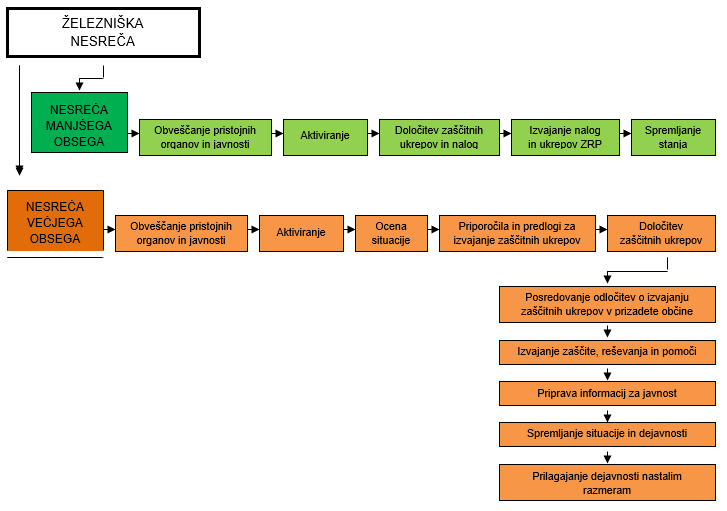 ŽELEZNIŠKA
NESREČA
NESREČA
MANJŠEGA
OBSEGA
Obveščanje pristojnih
organov in javnosti
Aktiviranje
Določitev zaščitnih
ukrepov in nalog
Izvajanje nalog
in ukrepov ZRP
Spremljanje
stanja
NESREČA
VEČJEGA
OBSEGA
Obveščanje pristojnih
organov in javnosti
Aktiviranje
Ocena
situacije
Priporočila in predlogi za
izvajanje zaščitnih ukrepov
Določitev
zaščitnih ukrepov
Posredovanje odločitev o izvajanju
zaščitnih ukrepov v prizadete občine
Izvajanje zaščite, reševanja in pomoči
Priprava informacij za javnost
Spremljanje situacije in dejavnosti
Prilagajanje dejavnosti nastalim
razmeram